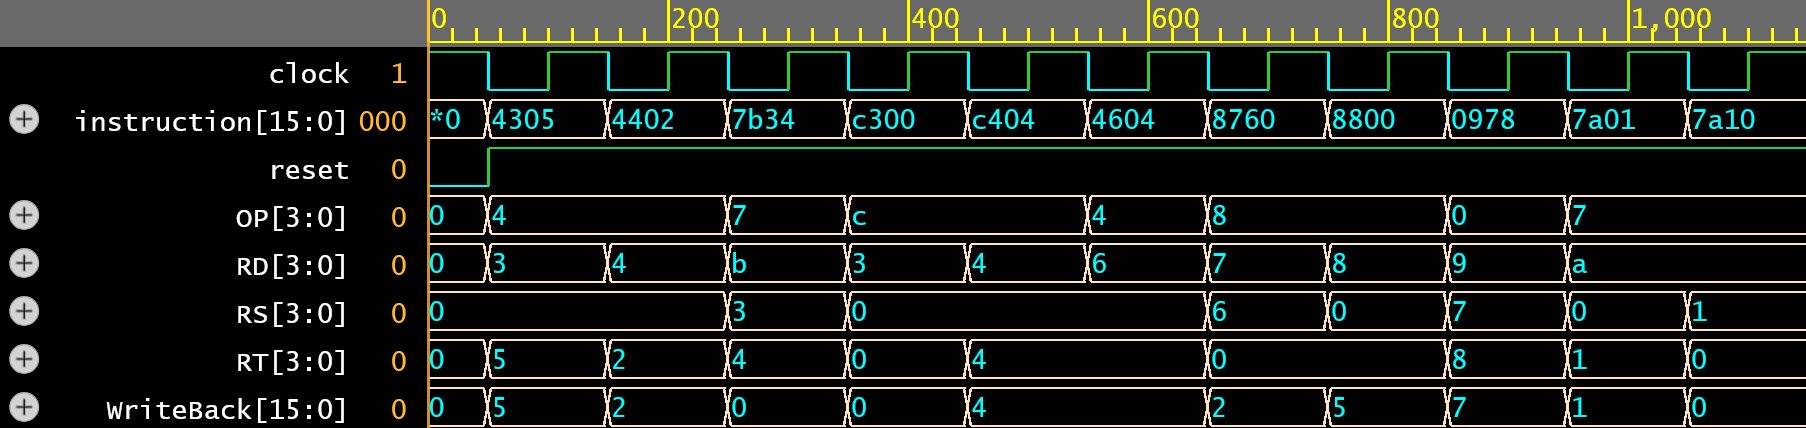 0 200 400 600 800 1,000
clock 1
instruction[15:0] 000 *0 4305 4402 7b34 c300 c404 4604 8760 8800 0978 7a01 7a10
reset 0
OP[3:0] 0 0 4 7 c 4 8 0 7
RD[3:0] 0 0 3 4 b 3 4 6 7 8 9 a
RS[3:0] 0 0 3 0 6 0 7 0 1
RT[3:0] 0 0 5 2 4 0 4 0 8 1 0
WriteBack[15:0] 0 0 5 2 0 0 4 2 5 7 1 0